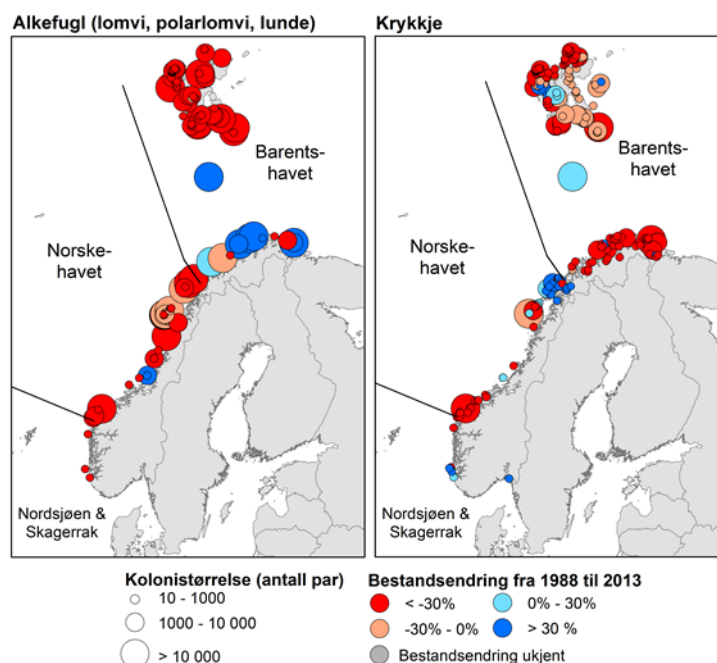 Alkefugl (lomvi, polarlomvi, lunde)
Krykkje
Barents-
havet
Norske-
havet
Nordsjøen &
Skagerrak
Barents-
havet
Norske-
havet
Nordsjøen &
Skagerrak
Kolonistørrelse (antall par)
10 - 1000
1000 - 10 000
> 10 000
Bestandsendring fra 1988 til 2013
< -30%
-30% - 0%
0% - 30%
> 30 %
Bestandsendring ukjent